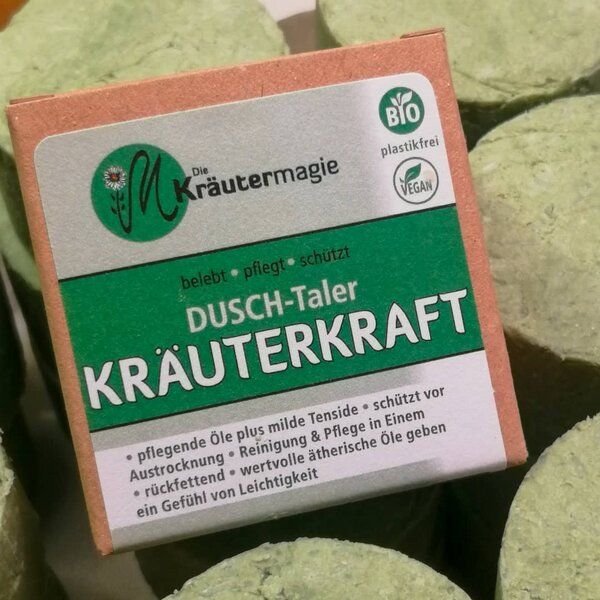 Die
Kräutermagie
BIO
plastikfrei
VEGAN
belebt • pflegt • schützt
DUSCH-Taler
KRÄUTERKRAFT
• pflegende Öle plus milde Tenside • schützt vor
Austrocknung • Reinigung & Pflege in Einem
• rückfettend • wertvolle ätherische Öle geben
ein Gefühl von Leichtigkeit